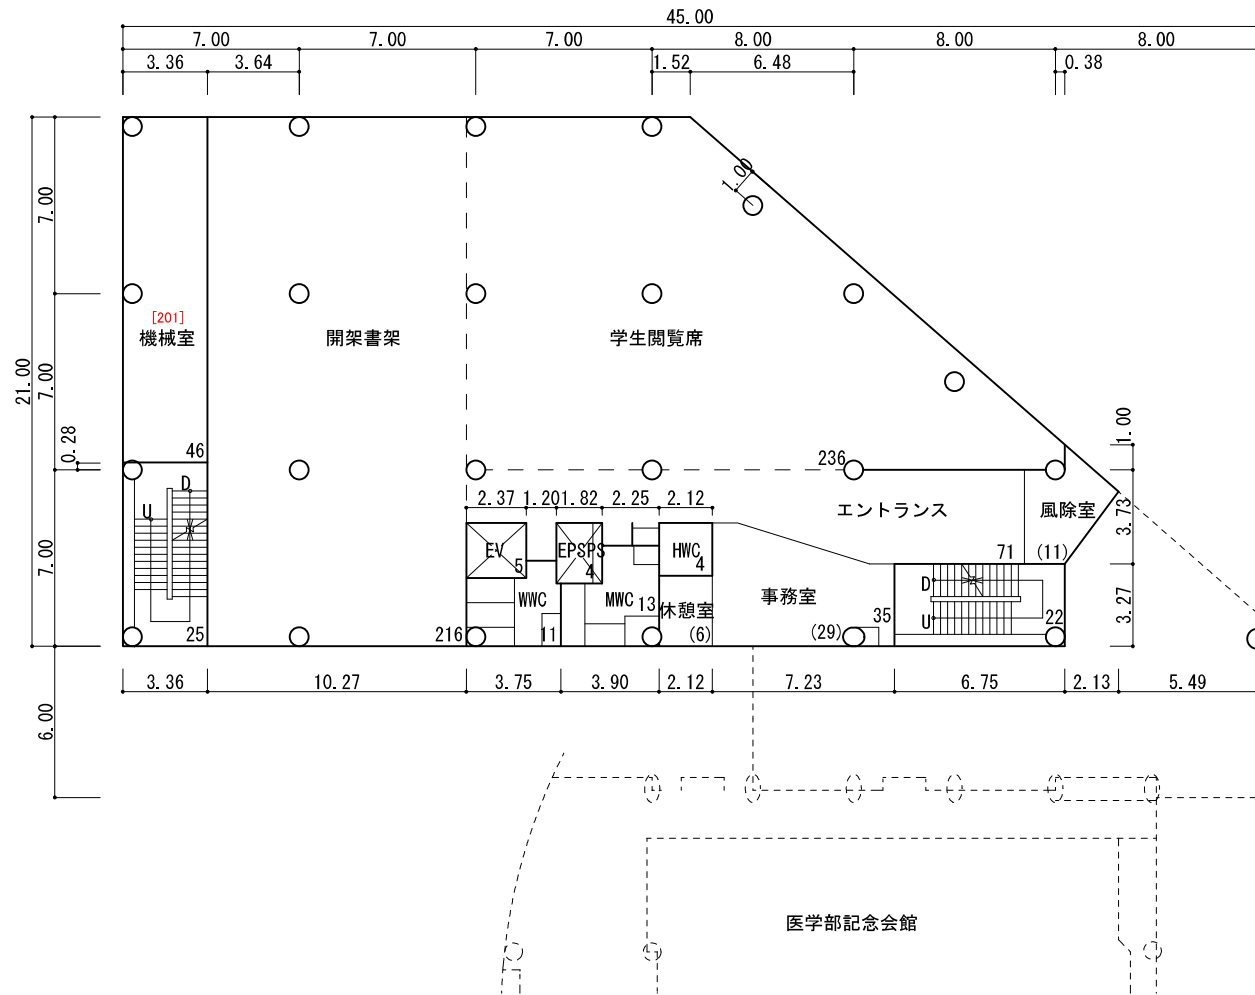 45.00
7.00 7.00 7.00 8.00 8.00 8.00
3.36 3.64 1.52 6.48 0.38
1.00
7.00
21.00
7.00
0.28
7.00
6.00
[201]
機械室
開架書架
学生閲覧席
46
236
1.00
3.73
3.27
D
U
25
2.37 1.20 1.82 2.25 2.12
エントランス
風除室
EV
5
EPS
PS
4
HWC
4
71
(11)
WWC
11
MWC
13
休憩室
(6)
事務室
(29)
35
D
U
22
216
3.36 10.27 3.75 3.90 2.12 7.23 6.75 2.13 5.49
医学部記念会館